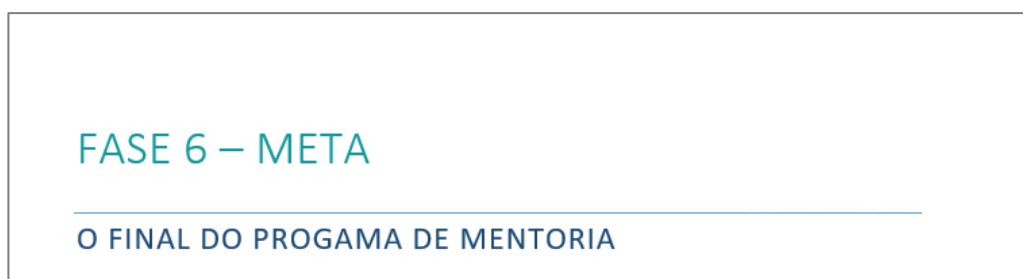 FASE 6 – META
O FINAL DO PROGAMA DE MENTORIA